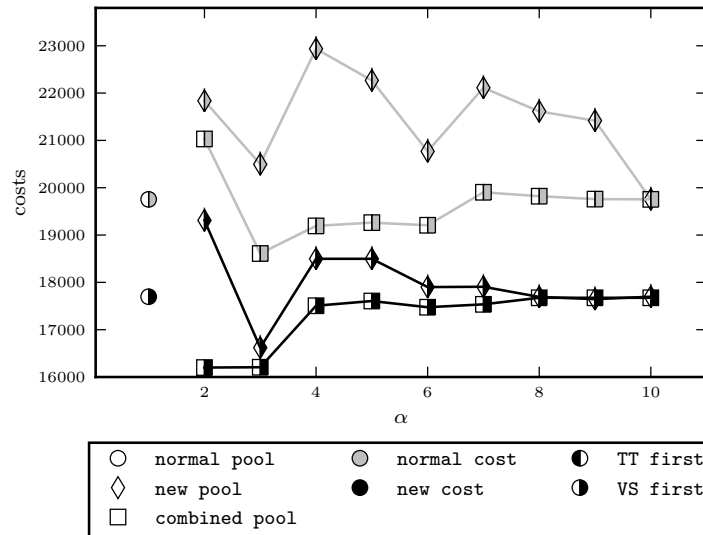 23000
22000
21000
20000
19000
18000
17000
16000
costs
2 4 6 8 10
α
normal pool normal cost TT first
new pool new cost VS first
combined pool